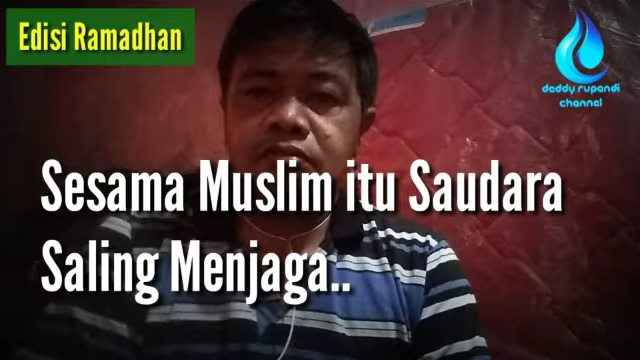 Edisi Ramadhan
deddy rupandi
channel
Sesama Muslim itu Saudara
Saling Menjaga..